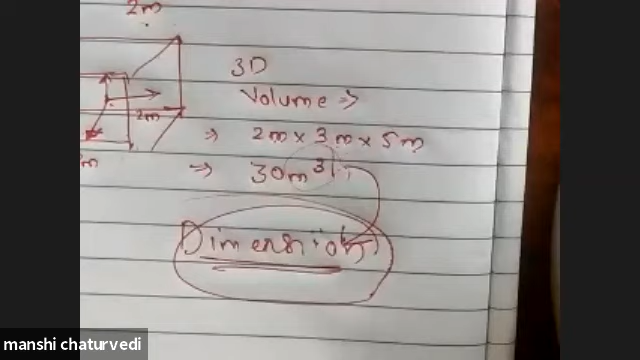 2m
3D
Volume =>
2m
=> 2m x 3m x 5m
m
=> 30m³
Dimension
manshi chaturvedi